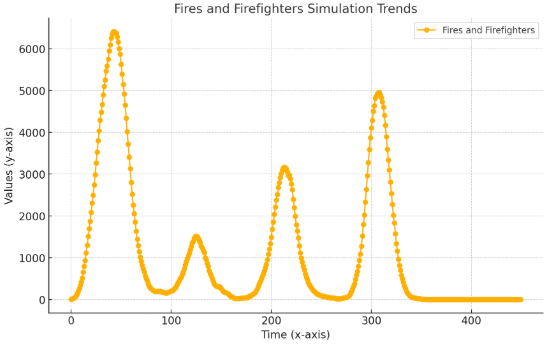 Fires and Firefighters Simulation Trends
Fires and Firefighters
Values (y-axis)
6000
5000
4000
3000
2000
1000
0
0 100 200 300 400
Time (x-axis)